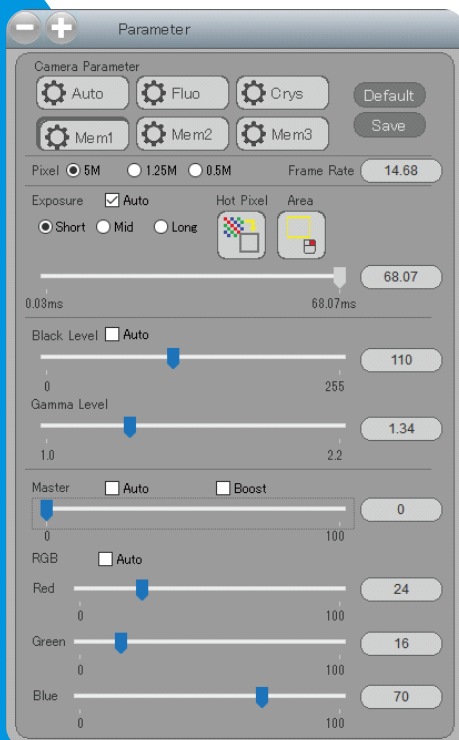 Parameter
Camera Parameter
Auto Fluo Crys Default
Mem1 Mem2 Mem3 Save
Pixel 5M 1.25M 0.5M Frame Rate 14.68
Exposure Auto Hot Pixel Area
Short Mid Long
68.07
0.03ms 68.07ms
Black Level Auto
110
0 255
Gamma Level
1.34
1.0 2.2
Master Auto Boost
0
0 100
RGB Auto
Red 24
0 100
Green 16
0 100
Blue 70
0 100